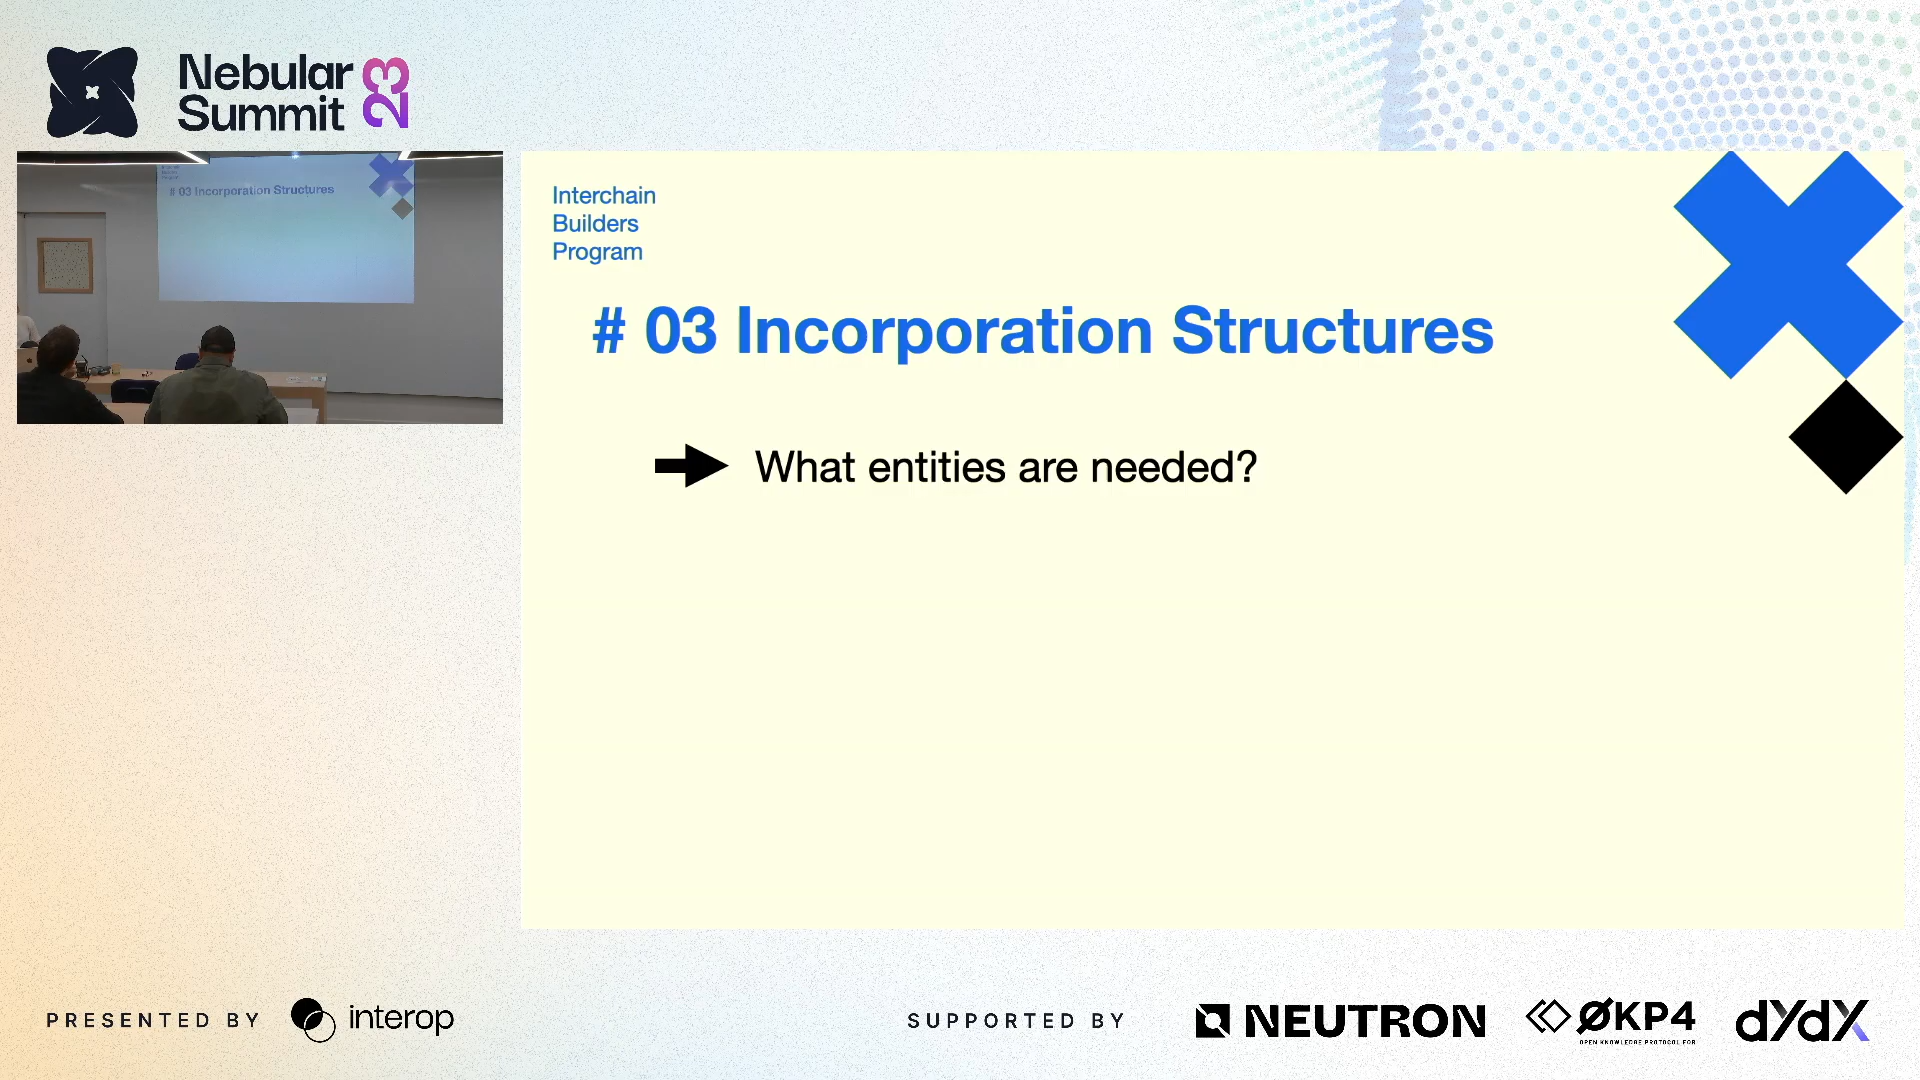 Nebular
Summit
23
# 03 Incorporation Structures
Interchain
Builders
Program
# 03 Incorporation Structures
What entities are needed?
PRESENTED BY
interop
SUPPORTED BY
NEUTRON
ØKP4
OPEN KNOWLEDGE PROTOCOL FOR
dYdX